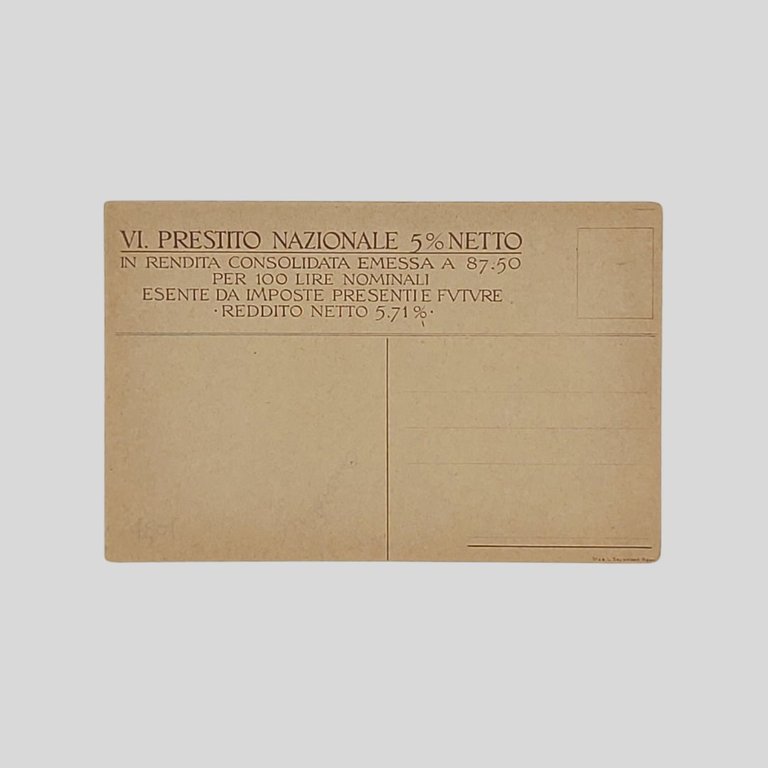 VI. PRESTITO NAZIONALE 5% NETTO
IN RENDITA CONSOLIDATA EMESSA A 87.50
PER 100 LIRE NOMINALI
ESENTE DA IMPOSTE PRESENTI E FVTVRE
·REDDITO NETTO 5.71%·